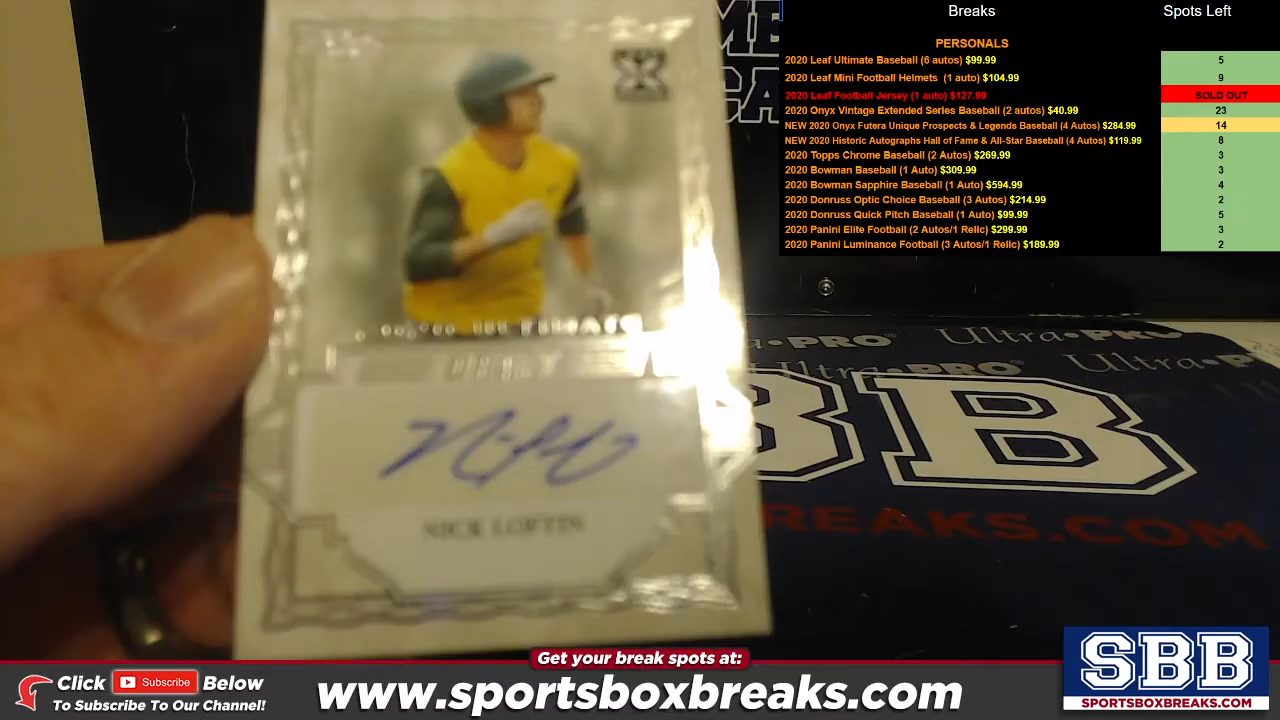 Breaks Spots Left
PERSONALS
2020 Leaf Ultimate Baseball (6 autos) $99.99 5
2020 Leaf Mini Football Helmets (1 auto) $104.99 9
2020 Leaf Football Jersey (1 auto) $127.99 SOLD OUT
2020 Onyx Vintage Extended Series Baseball (2 autos) $40.99 23
NEW 2020 Onyx Futera Unique Prospects & Legends Baseball (4 Autos) $284.99 14
NEW 2020 Historic Autographs Hall of Fame & All-Star Baseball (4 Autos) $119.99 8
2020 Topps Chrome Baseball (2 Autos) $269.99 3
2020 Bowman Baseball (1 Auto) $309.99 3
2020 Bowman Sapphire Baseball (1 Auto) $594.99 4
2020 Donruss Optic Choice Baseball (3 Autos) $214.99 2
2020 Donruss Quick Pitch Baseball (1 Auto) $99.99 5
2020 Panini Elite Football (2 Autos/1 Relic) $299.99 3
2020 Panini Luminance Football (3 Autos/1 Relic) $189.99 2
NICK LOFTIN
Ultra PRO
Ultra PRO
Ultra PRO
BB
REAKS.COM
Get your break spots at:
Click Subscribe Below
To Subscribe To Our Channel!
www.sportsboxbreaks.com
SBB
SPORTSBOXBREAKS.COM